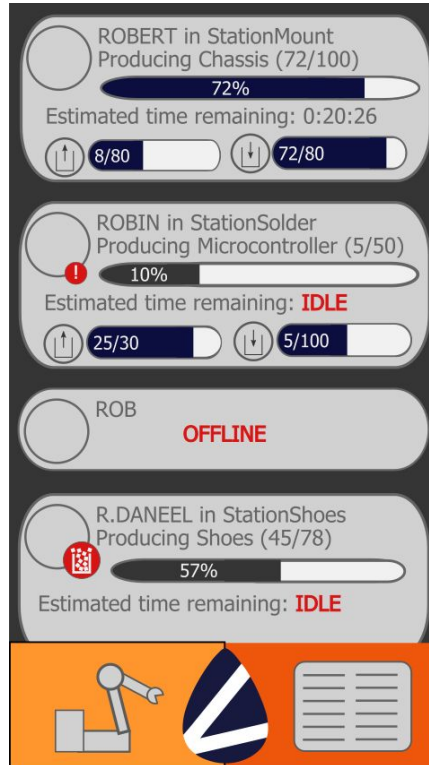 ROBERT in StationMount
Producing Chassis (72/100)
72%
Estimated time remaining: 0:20:26
8/80
72/80
ROBIN in StationSolder
Producing Microcontroller (5/50)
!
10%
Estimated time remaining: IDLE
25/30
5/100
ROB
OFFLINE
R.DANEEL in StationShoes
Producing Shoes (45/78)
57%
Estimated time remaining: IDLE